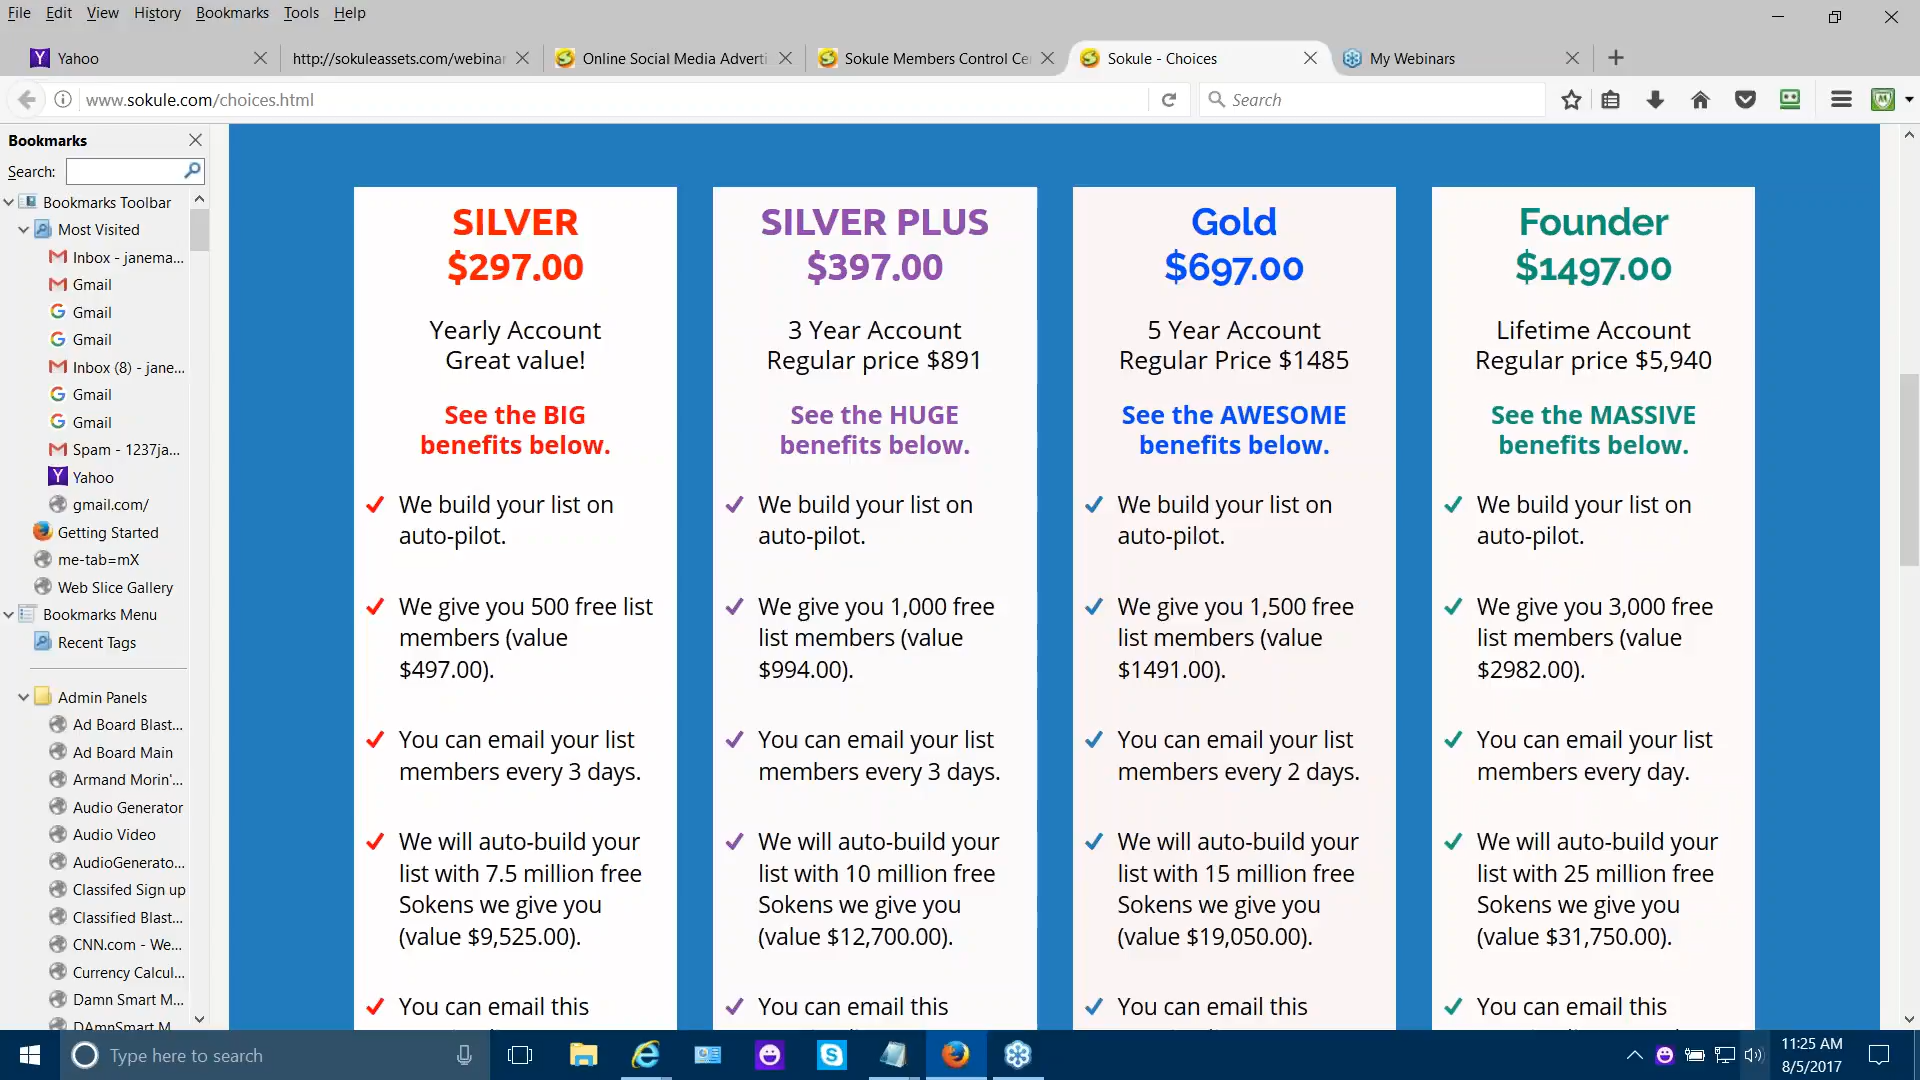 File Edit View History Bookmarks Tools Help
Yahoo
http://sokuleassets.com/webinar
Online Social Media Adverti
Sokule Members Control Ce
Sokule - Choices
My Webinars
www.sokule.com/choices.html
Search
Bookmarks
Search:
Bookmarks Toolbar
Most Visited
Inbox - janema...
Gmail
Gmail
Gmail
Inbox (8) - jane...
Gmail
Gmail
Spam - 1237ja...
Yahoo
gmail.com/
Getting Started
me-tab=mX
Web Slice Gallery
Bookmarks Menu
Recent Tags
Admin Panels
Ad Board Blast...
Ad Board Main
Armand Morin'...
Audio Generator
Audio Video
AudioGenerato...
Classifed Sign up
Classified Blast...
CNN.com - We...
Currency Calcul...
Damn Smart M...
DAmnSmart M
SILVER
$297.00
Yearly Account
Great value!
See the BIG
benefits below.
We build your list on
auto-pilot.
We give you 500 free list
members (value
$497.00).
You can email your list
members every 3 days.
We will auto-build your
list with 7.5 million free
Sokens we give you
(value $9,525.00).
You can email this
SILVER PLUS
$397.00
3 Year Account
Regular price $891
See the HUGE
benefits below.
We build your list on
auto-pilot.
We give you 1,000 free
list members (value
$994.00).
You can email your list
members every 3 days.
We will auto-build your
list with 10 million free
Sokens we give you
(value $12,700.00).
You can email this
Gold
$697.00
5 Year Account
Regular Price $1485
See the AWESOME
benefits below.
We build your list on
auto-pilot.
We give you 1,500 free
list members (value
$1491.00).
You can email your list
members every 2 days.
We will auto-build your
list with 15 million free
Sokens we give you
(value $19,050.00).
You can email this
Founder
$1497.00
Lifetime Account
Regular price $5,940
See the MASSIVE
benefits below.
We build your list on
auto-pilot.
We give you 3,000 free
list members (value
$2982.00).
You can email your list
members every day.
We will auto-build your
list with 25 million free
Sokens we give you
(value $31,750.00).
You can email this
Type here to search
11:25 AM
8/5/2017